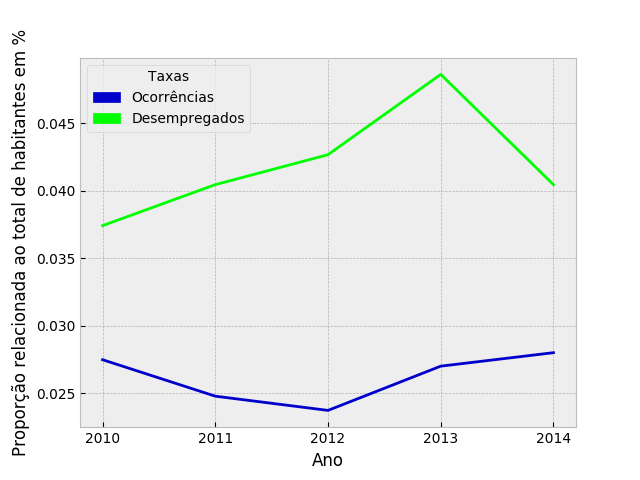 Proporção relacionada ao total de habitantes em %
Taxas
Ocorrências
Desempregados
0.045
0.040
0.035
0.030
0.025
2010 2011 2012 2013 2014
Ano